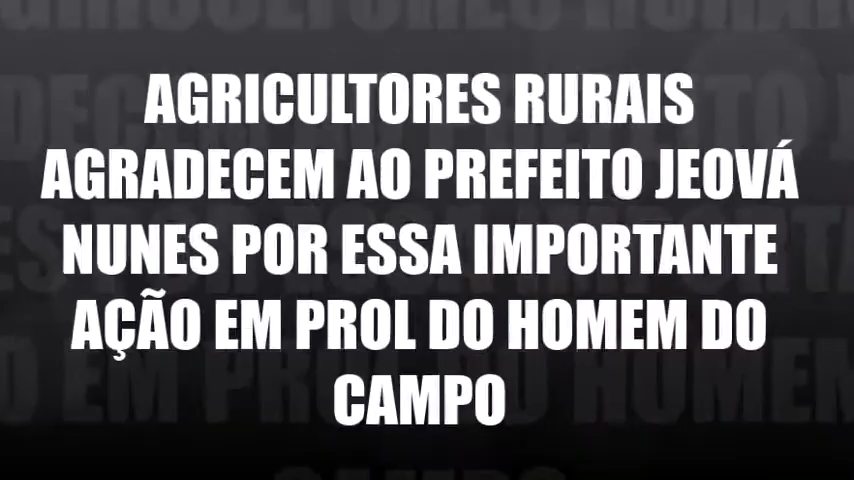 AGRICULTORES RURAIS
AGRADECEM AO PREFEITO JEOVÁ
NUNES POR ESSA IMPORTANTE
AÇÃO EM PROL DO HOMEM DO
CAMPO